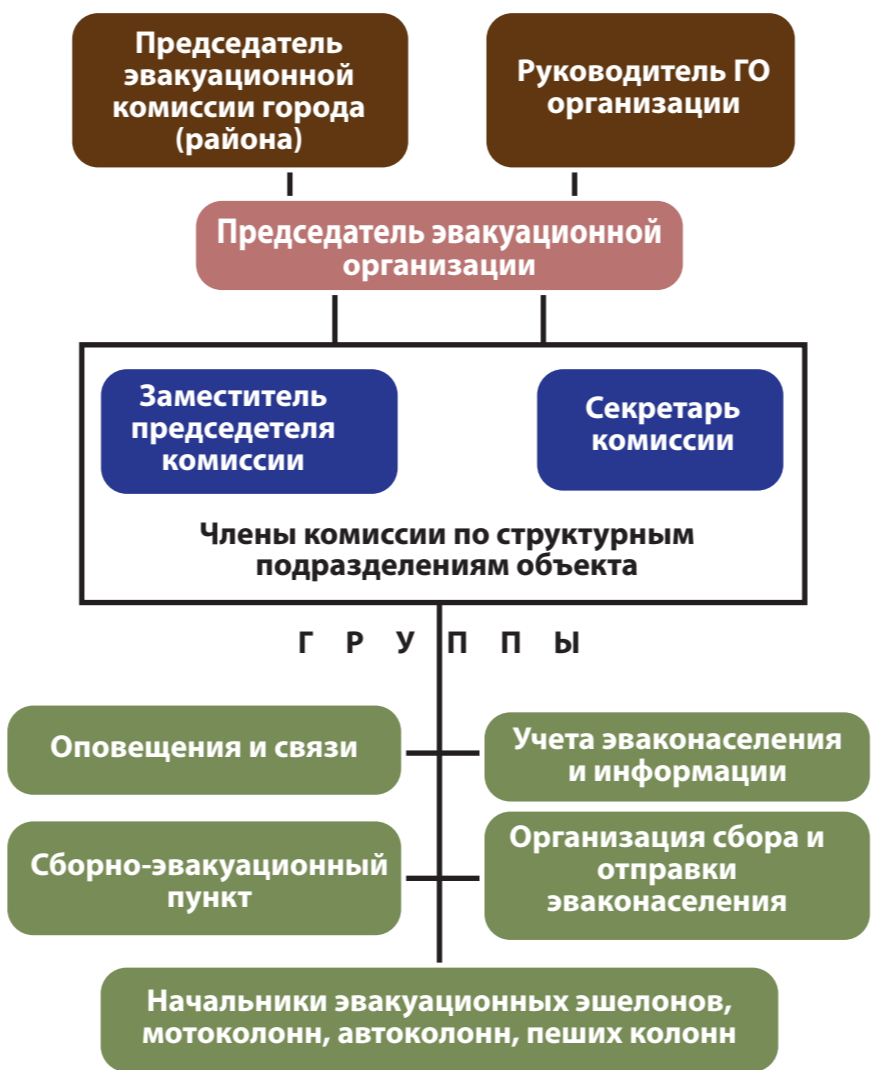 Председатель
эвакуационной
комиссии города
(района)
Руководитель ГО
организации
Председатель эвакуационной
организации
Заместитель
председетеля
комиссии
Секретарь
комиссии
Члены комиссии по структурным
подразделениям объекта
Г Р У П П Ы
Оповещения и связи
Учета эваконаселения
и информации
Сборно-эвакуационный
пункт
Организация сбора и
отправки
эваконаселения
Начальники эвакуационных эшелонов,
мотоколонн, автоколонн, пеших колонн